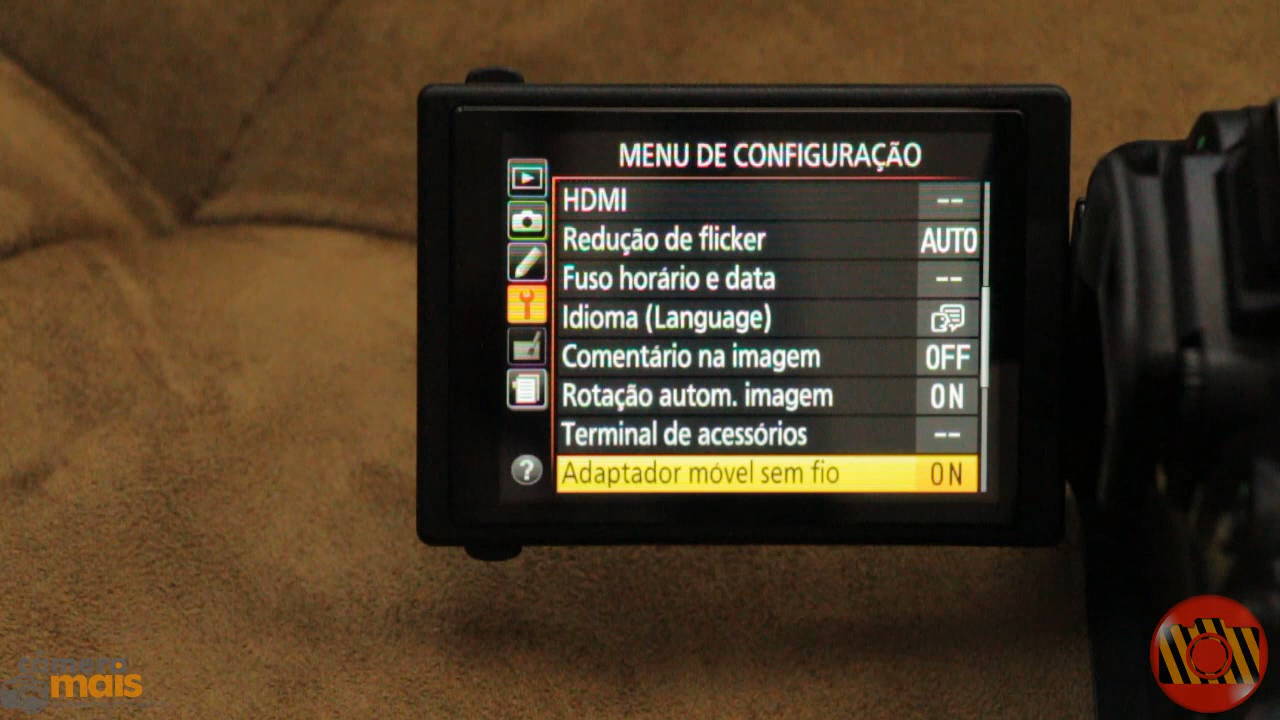 MENU DE CONFIGURAÇÃO
HDMI --
Redução de flicker AUTO
Fuso horário e data --
Idioma (Language)
Comentário na imagem OFF
Rotação autom. imagem ON
Terminal de acessórios --
? Adaptador móvel sem fio ON
câmera
mais